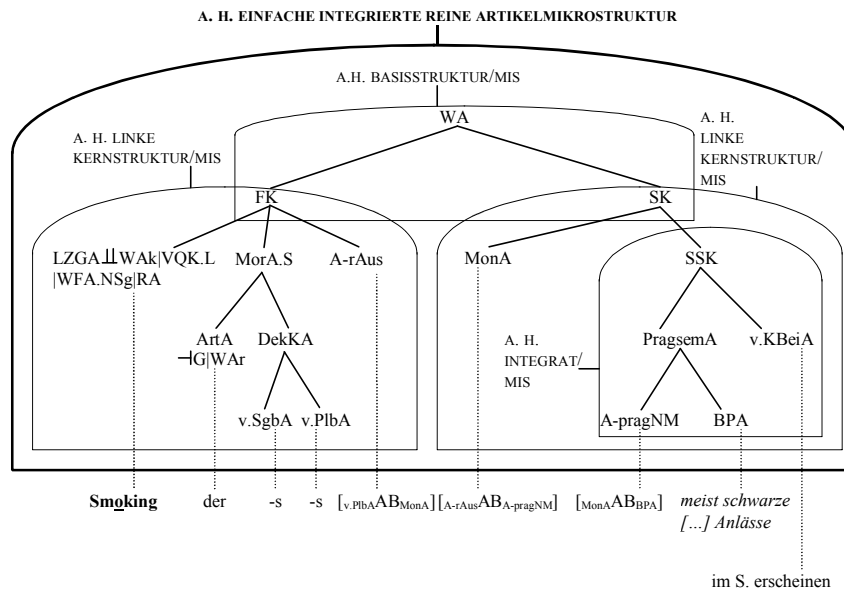 A. H. EINFACHE INTEGRIERTE REINE ARTIKELMIKROSTRUKTUR
A.H. BASISSTRUKTUR/MIS
WA
A. H. LINKE
KERNSTRUKTUR/MIS
A. H.
LINKE
KERNSTRUKTUR/
MIS
FK
SK
LZGA⫫WAk|VQK.L
|WFA.NSg|RA
MorA.S
A-rAus
MonA
SSK
ArtA
⫞G|WAr
DekKA
A. H.
INTEGRAT/
MIS
PragsemA
v.KBeiA
v.SgbA
v.PlbA
A-pragNM
BPA
Smoking
der
-s
-s
[v.PlbAABMonA]
[A-rAusABA-pragNM]
[MonAABBPA]
meist schwarze
[...] Anlässe
im S. erscheinen